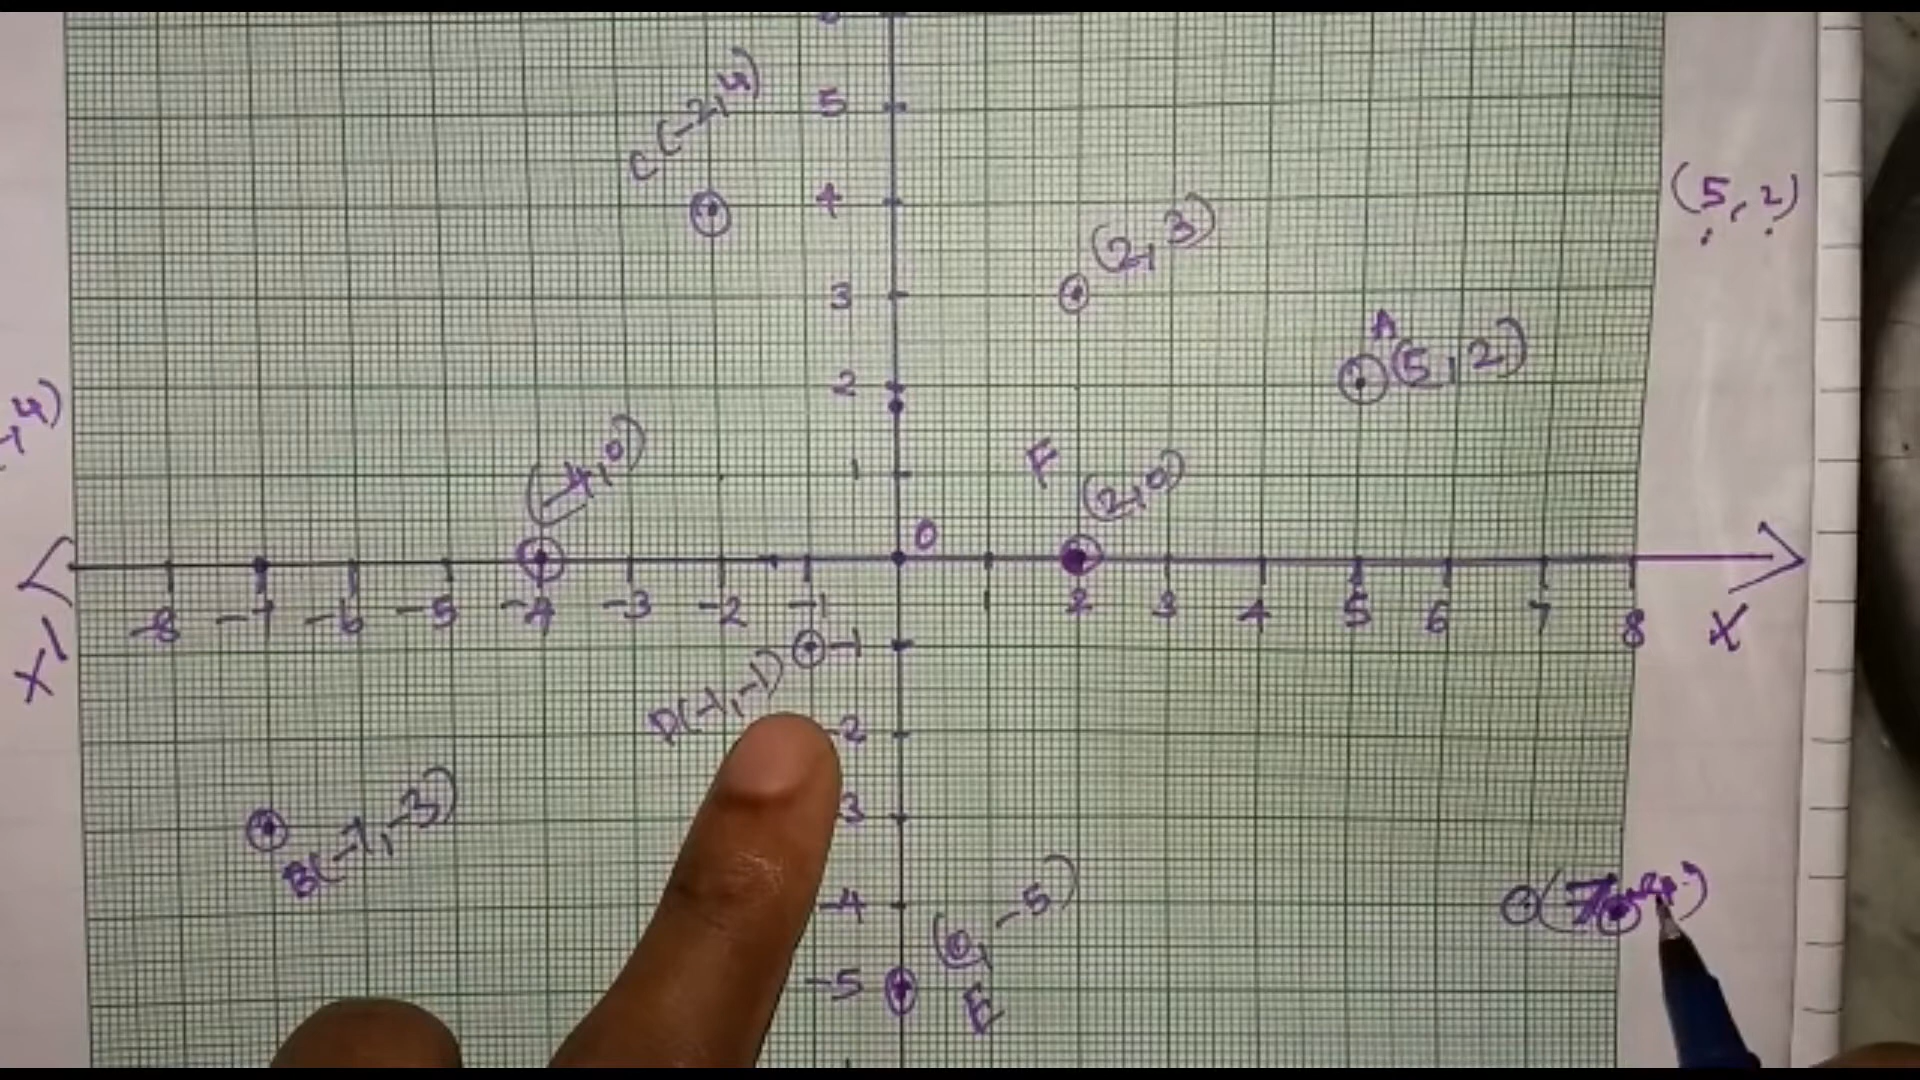 5
C(-2,4)
4
(5,2)
(2,3)
3
A
(5,2)
2
,4)
(-4,0)
1
F
(2,0)
0
-8 -7 -6 -5 -4 -3 -2 -1 1 2 3 4 5 6 7 8
X'
X
-1
D(-1,-1)
-2
3
B(-7,-3)
-4
(0,-5)
-5
E